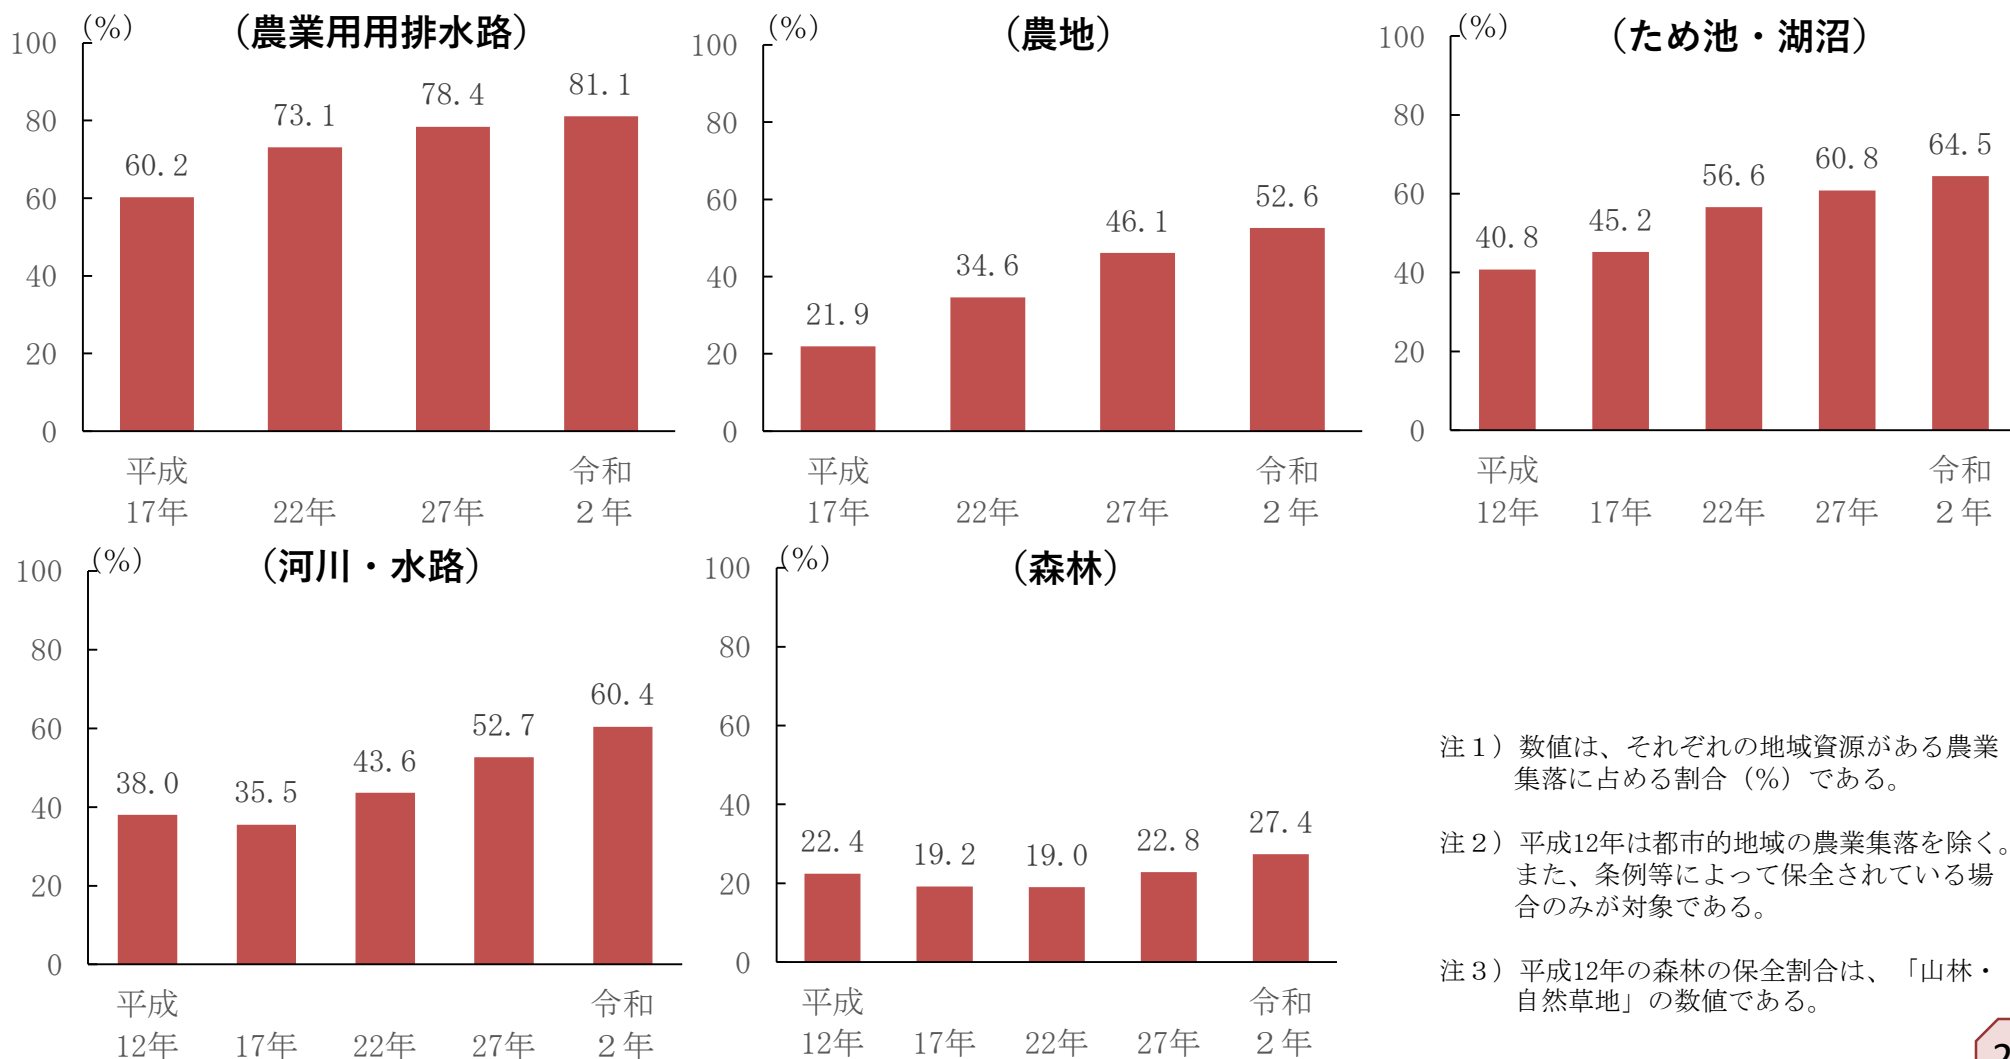 (%)
（農業用用排水路）
100
80
60
40
20
0
60.2
73.1
78.4
81.1
平成
令和
17年 22年 27年 ２年
(%)
（農地）
100
80
60
40
20
0
21.9
34.6
46.1
52.6
平成
令和
17年 22年 27年 ２年
(%)
（ため池・湖沼）
100
80
60
40
20
0
40.8
45.2
56.6
60.8
64.5
平成
令和
12年 17年 22年 27年 ２年
(%)
（河川・水路）
100
80
60
40
20
0
38.0
35.5
43.6
52.7
60.4
平成
令和
12年 17年 22年 27年 ２年
(%)
（森林）
100
80
60
40
20
0
22.4
19.2
19.0
22.8
27.4
平成
令和
12年 17年 22年 27年 ２年
注１）数値は、それぞれの地域資源がある農業
集落に占める割合（%）である。
注２）平成12年は都市的地域の農業集落を除く。
また、条例等によって保全されている場
合のみが対象である。
注３）平成12年の森林の保全割合は、「山林・
自然草地」の数値である。